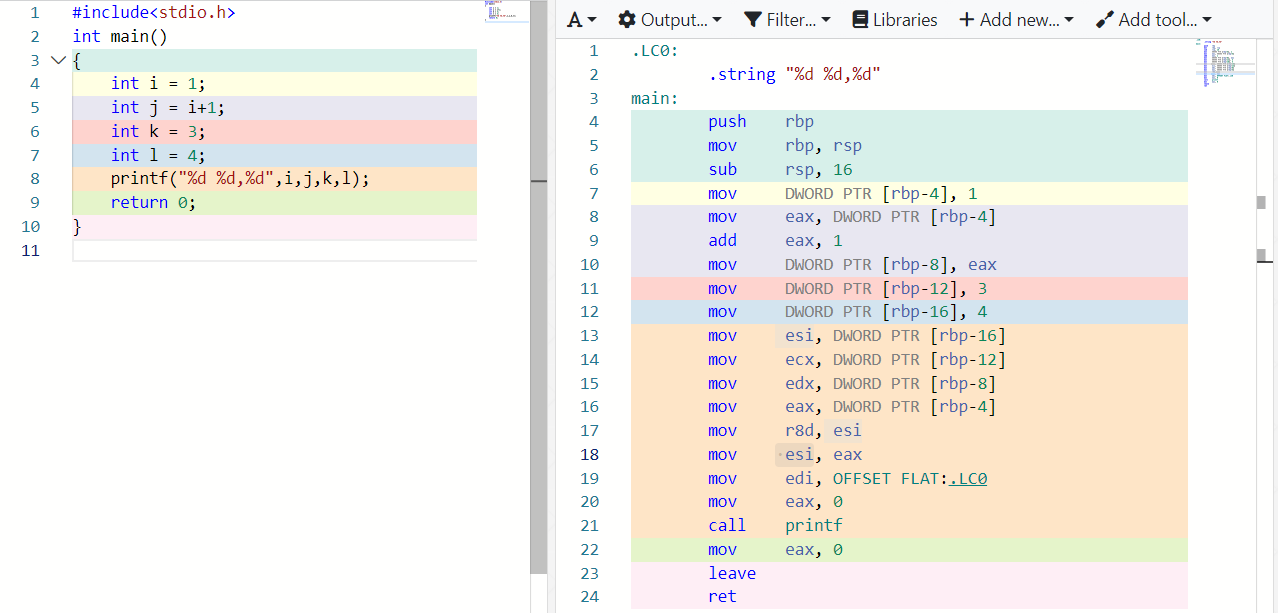 1 #include<stdio.h>
2 int main()
3 {
4 int i = 1;
5 int j = i+1;
6 int k = 3;
7 int l = 4;
8 printf("%d %d,%d",i,j,k,l);
9 return 0;
10 }
11
A Output... Filter... Libraries + Add new... Add tool...
1 .LC0:
2 .string "%d %d,%d"
3 main:
4 push rbp
5 mov rbp, rsp
6 sub rsp, 16
7 mov DWORD PTR [rbp-4], 1
8 mov eax, DWORD PTR [rbp-4]
9 add eax, 1
10 mov DWORD PTR [rbp-8], eax
11 mov DWORD PTR [rbp-12], 3
12 mov DWORD PTR [rbp-16], 4
13 mov esi, DWORD PTR [rbp-16]
14 mov ecx, DWORD PTR [rbp-12]
15 mov edx, DWORD PTR [rbp-8]
16 mov eax, DWORD PTR [rbp-4]
17 mov r8d, esi
18 mov esi, eax
19 mov edi, OFFSET FLAT:.LC0
20 mov eax, 0
21 call printf
22 mov eax, 0
23 leave
24 ret